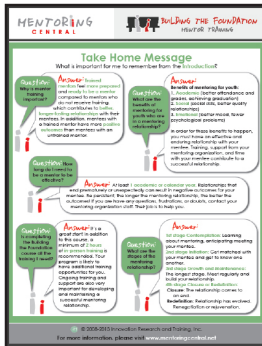 MENTORING
CENTRAL
BUILDING THE FOUNDATION
MENTOR TRAINING
Take Home Message
What is important for me to remember from the Introduction?
Question:
Why is mentor
training
important?
Answer: Trained
mentors feel more prepared
and ready to be a mentor
compared to mentors who
do not receive training.
Training contributes to better,
longer-lasting relationships with their
mentees. In addition, mentees with
a trained mentor have more positive
outcomes than mentees with an
untrained mentor.
Question:
What are the
benefits of
mentoring for
youth who are
in a mentoring
relationship?
Answer:
Benefits of mentoring for youth:
1. Academic (better attendance and
grades, achieving graduation)
2. Social (social skills, better quality
relationships)
3. Emotional (better mood, fewer
psychological problems)
In order for these benefits to happen,
you must have an effective and
enduring relationship with your
mentee. Training, support from your
mentoring organization, and time
with your mentee contribute to a
successful relationship.
Question: How
long do I need to
be a mentor to be
effective?
Answer: At least 1 academic or calendar year. Relationships that
end prematurely or unexpectedly can result in negative outcomes for your
mentee. Be persistent; the longer the mentoring relationship, the better the
outcomes! If you have any questions, frustrations, or doubts, contact your
mentoring organization staff. Their job is to help you.
Question:
Is completing
the Building
the Foundation
course all the
training I need?
Answer: It is a
great start! In addition
to this course, a
minimum of 2 hours
of in-person training is
recommended. Your
program is likely to
have additional training
opportunities for you.
Ongoing training and
support are also very
important for developing
and maintaining a
successful mentoring
relationship.
Question:
What are the
stages of the
mentoring
relationship?
Answer:
1st stage Contemplation: Learning
about mentoring, anticipating meeting
your mentee.
2nd stage Initiation: Get matched with
your mentee and get to know one
another.
3rd stage Growth and Maintenance:
The longest stage. Meet regularly and
build your relationship.
4th stage Closure or Redefinition:
Closure: The relationship comes to
an end.
Redefinition: Relationship has evolved.
Renegotiation or rejuvenation.
© 2008-2013 Innovation Research and Training, Inc.
For more information, please visit www.mentoringcentral.net